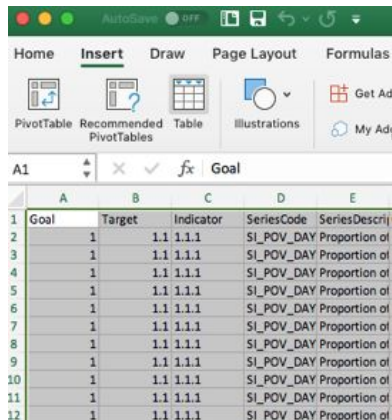 AutoSave OFF
Home Insert Draw Page Layout Formulas
PivotTable Recommended PivotTables Table Illustrations Get Ad
My Ad
A1 fx Goal
A B C D E
1 Goal Target Indicator SeriesCode SeriesDescrip
2 1 1.1 1.1.1 SI_POV_DAY Proportion of
3 1 1.1 1.1.1 SI_POV_DAY Proportion of
4 1 1.1 1.1.1 SI_POV_DAY Proportion of
5 1 1.1 1.1.1 SI_POV_DAY Proportion of
6 1 1.1 1.1.1 SI_POV_DAY Proportion of
7 1 1.1 1.1.1 SI_POV_DAY Proportion of
8 1 1.1 1.1.1 SI_POV_DAY Proportion of
9 1 1.1 1.1.1 SI_POV_DAY Proportion of
10 1 1.1 1.1.1 SI_POV_DAY Proportion of
11 1 1.1 1.1.1 SI_POV_DAY Proportion of
12 1 1.1 1.1.1 SI_POV_DAY Proportion of